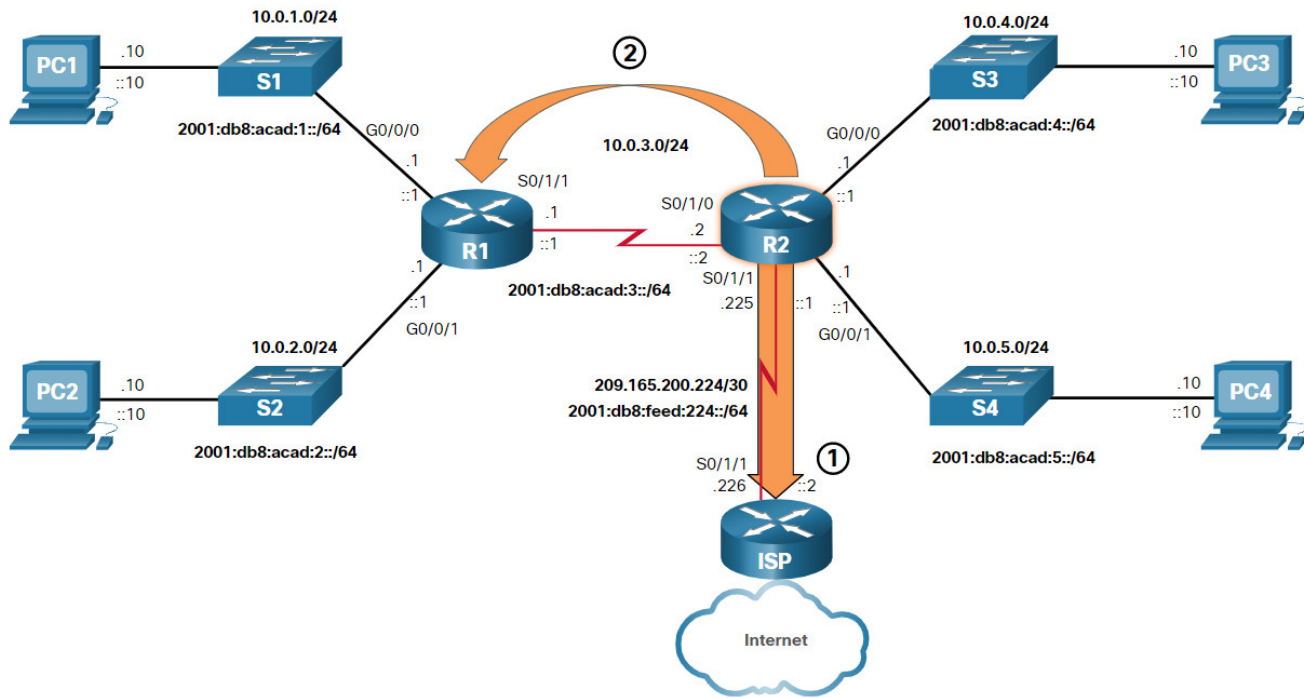 10.0.1.0/24
PC1
.10
::10
S1
2001:db8:acad:1::/64
G0/0/0
.1
::1
②
10.0.3.0/24
10.0.4.0/24
S3
.10
::10
PC3
2001:db8:acad:4::/64
G0/0/0
.1
::1
S0/1/1
.1
::1
R1
S0/1/0
.2
::2
R2
2001:db8:acad:3::/64
.1
::1
G0/0/1
S0/1/1
.225
::1
.1
::1
G0/0/1
10.0.2.0/24
PC2
.10
::10
S2
2001:db8:acad:2::/64
209.165.200.224/30
2001:db8:feed:224::/64
10.0.5.0/24
S4
.10
::10
PC4
2001:db8:acad:5::/64
S0/1/1
.226
::2
①
ISP
Internet